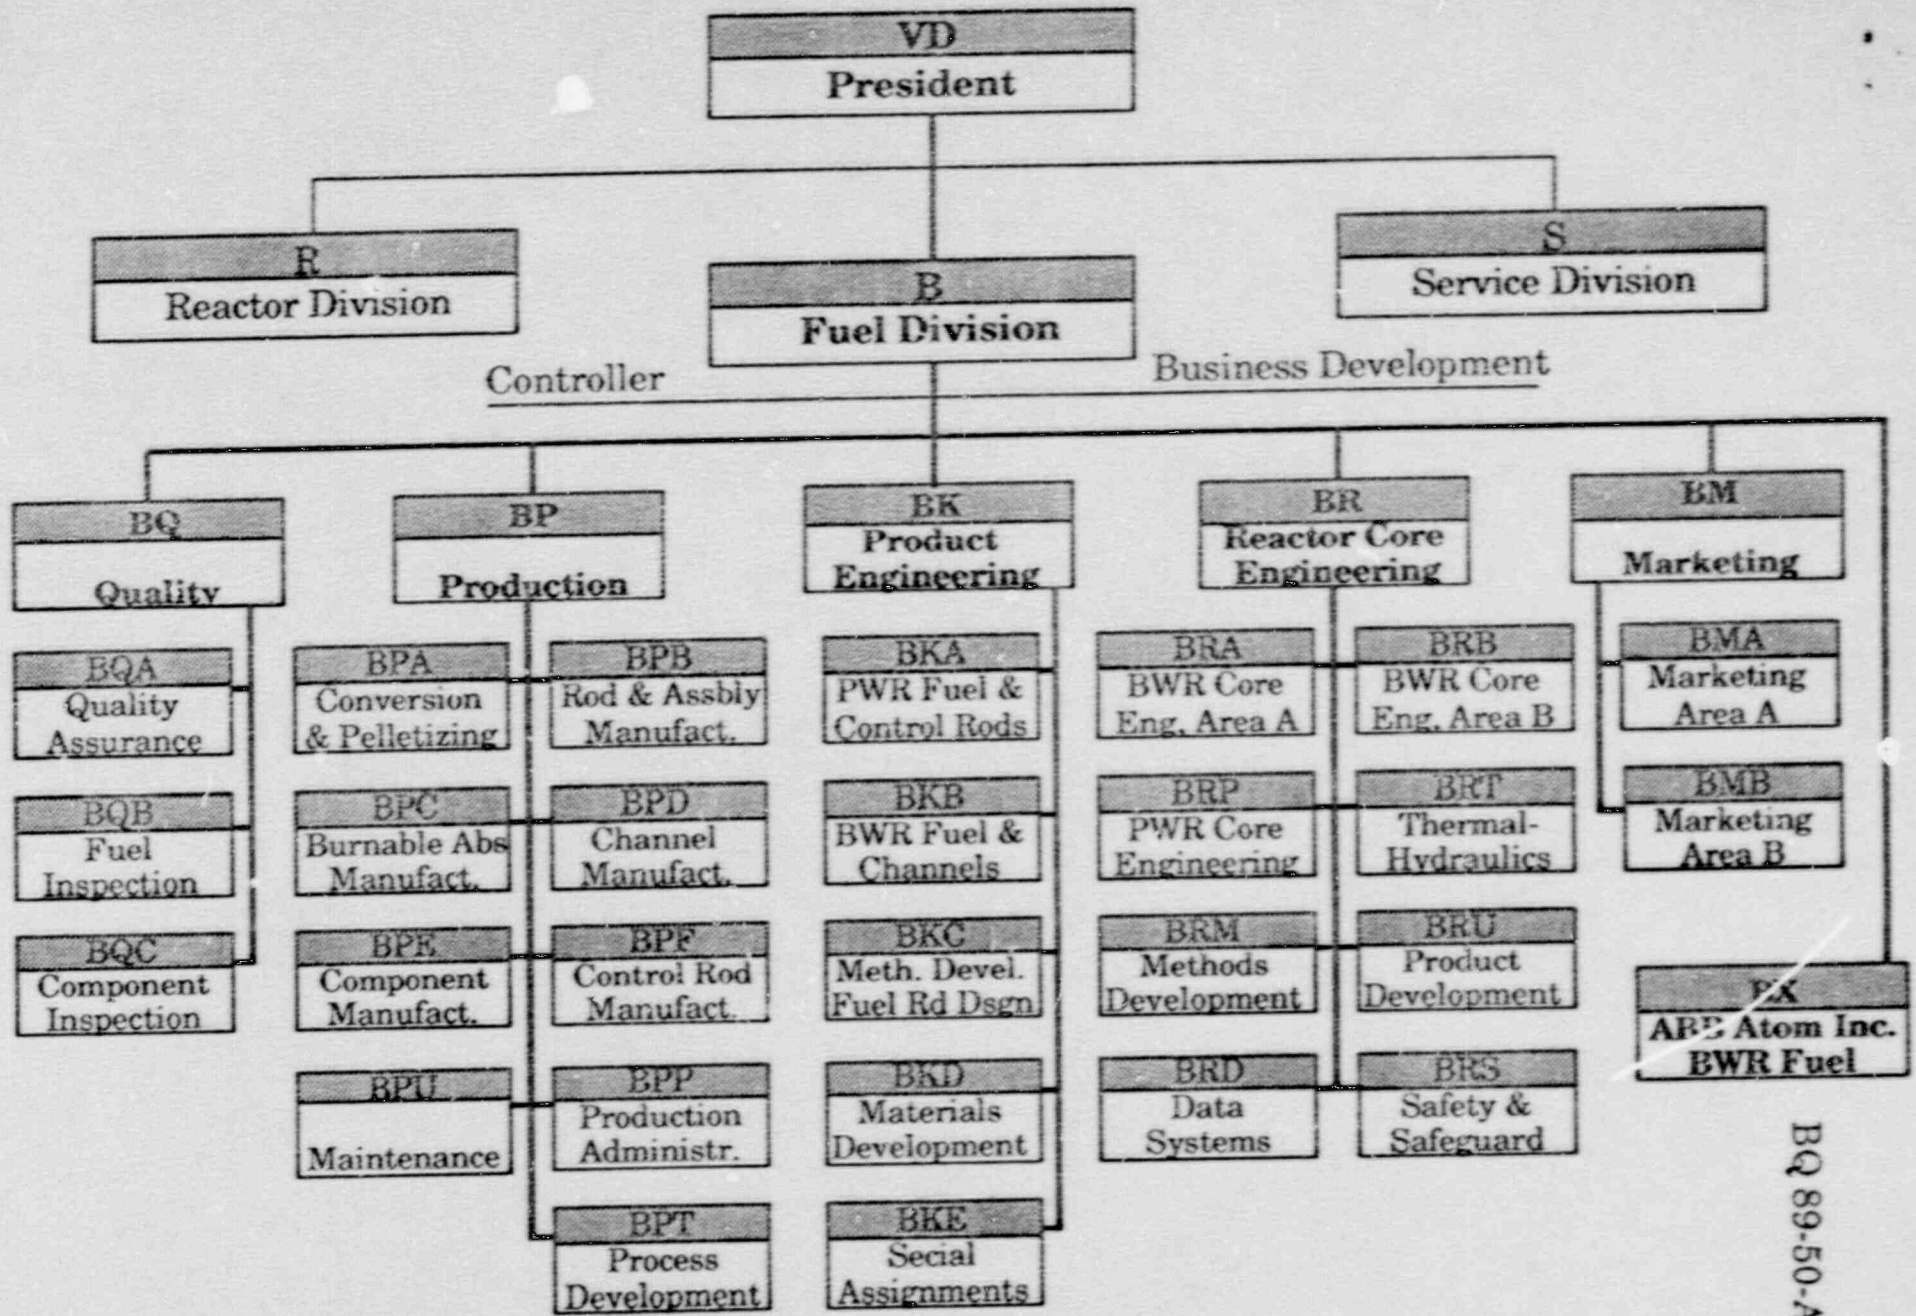 VD
President
R
Reactor Division
B
Fuel Division
S
Service Division
Controller
Business Development
BQ
Quality
BP
Production
BK
Product
Engineering
BR
Reactor Core
Engineering
BM
Marketing
BQA
Quality
Assurance
BQB
Fuel
Inspection
BQC
Component
Inspection
BPA
Conversion
& Pelletizing
BPB
Rod & Assbly
Manufact.
BPC
Burnable Abs
Manufact.
BPD
Channel
Manufact.
BPE
Component
Manufact.
BPF
Control Rod
Manufact.
BPU
Maintenance
BPP
Production
Administr.
BPT
Process
Development
BKA
PWR Fuel &
Control Rods
BKB
BWR Fuel &
Channels
BKC
Meth. Devel.
Fuel Rd Dsgn
BKD
Materials
Development
BKE
Secial
Assignments
BRA
BWR Core
Eng. Area A
BRB
BWR Core
Eng. Area B
BRP
PWR Core
Engineering
BRT
Thermal-
Hydraulics
BRM
Methods
Development
BRU
Product
Development
BRD
Data
Systems
BRS
Safety &
Safeguard
BMA
Marketing
Area A
BMB
Marketing
Area B
BX
ABB Atom Inc.
BWR Fuel
BQ 89-50-A